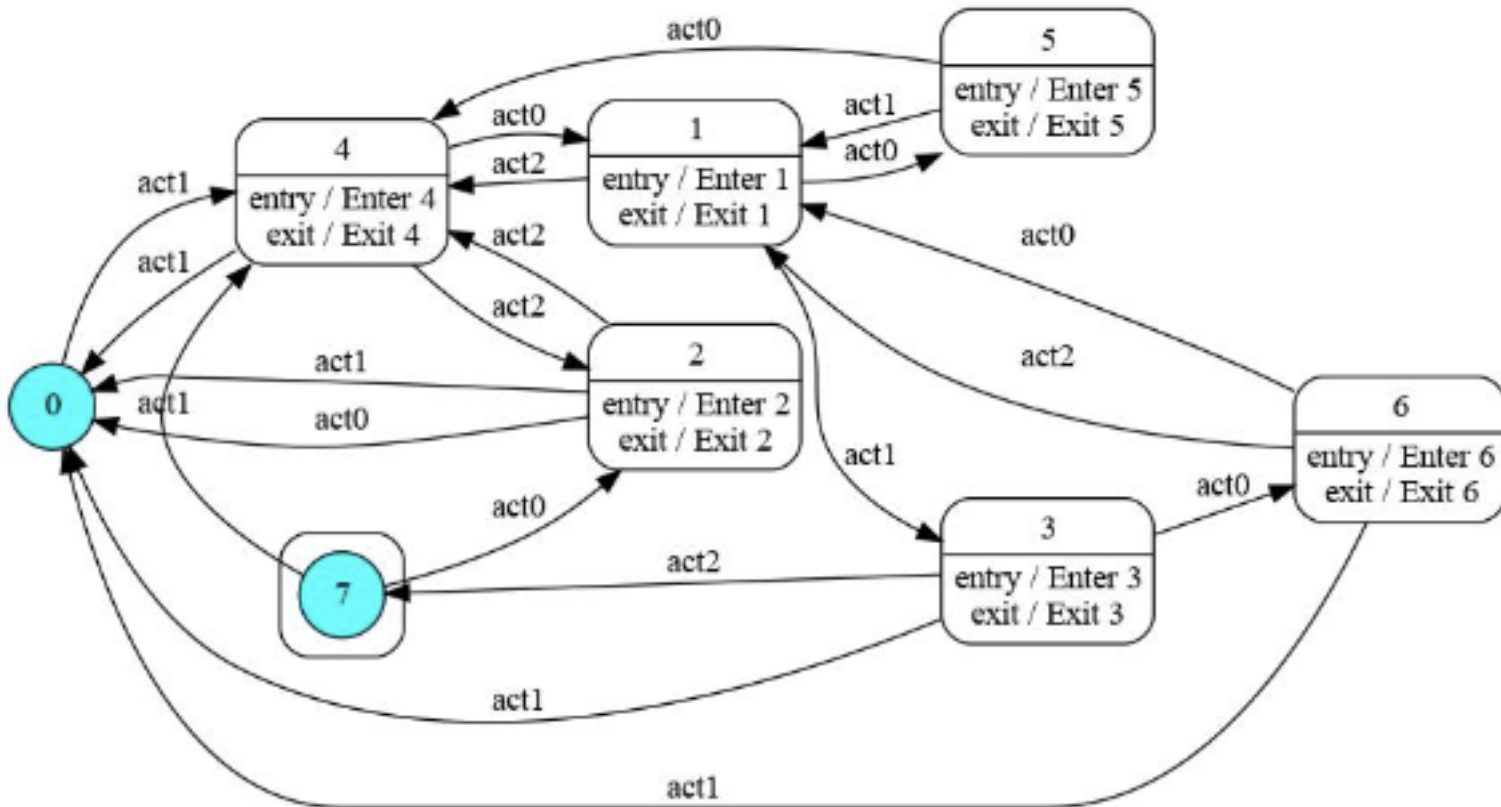 act0
5
entry / Enter 5
exit / Exit 5
act1
act0
act0
1
entry / Enter 1
exit / Exit 1
act2
4
entry / Enter 4
exit / Exit 4
act1
act1
act2
act2
act0
act2
2
entry / Enter 2
exit / Exit 2
act1
act0
0
act1
6
entry / Enter 6
exit / Exit 6
act0
act1
3
entry / Enter 3
exit / Exit 3
act0
act2
7
act1
act1